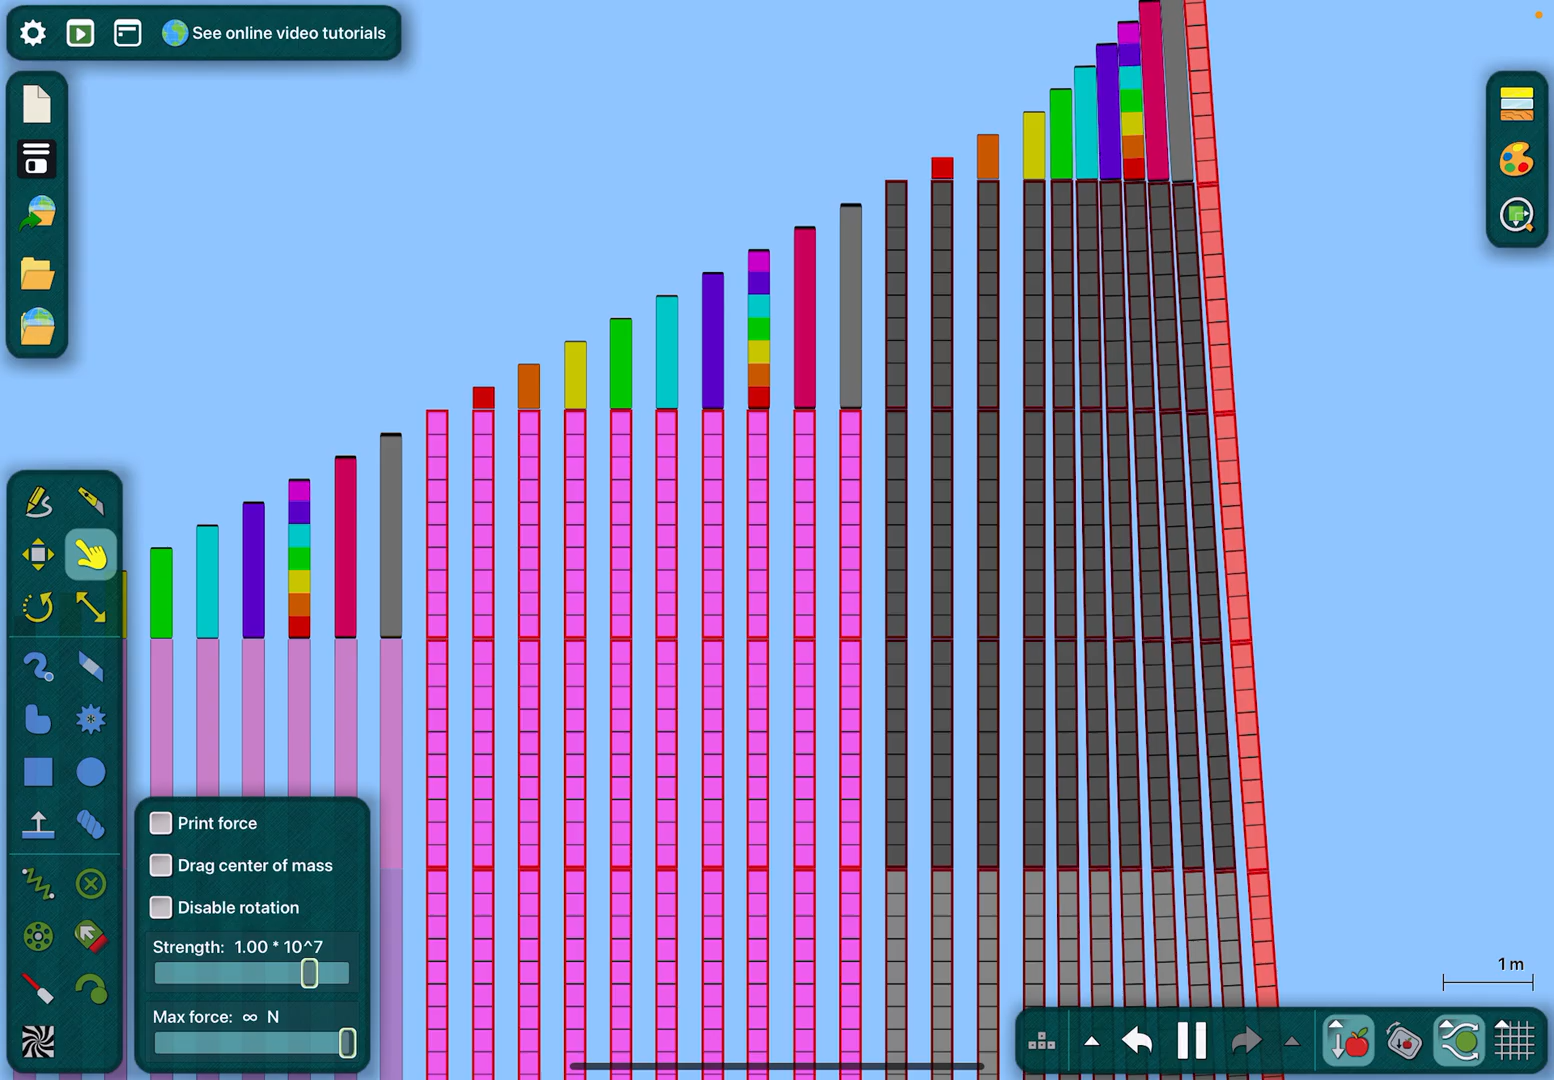 See online video tutorials
Print force
Drag center of mass
Disable rotation
Strength: 1.00 * 10^7
Max force: ∞ N
1 m